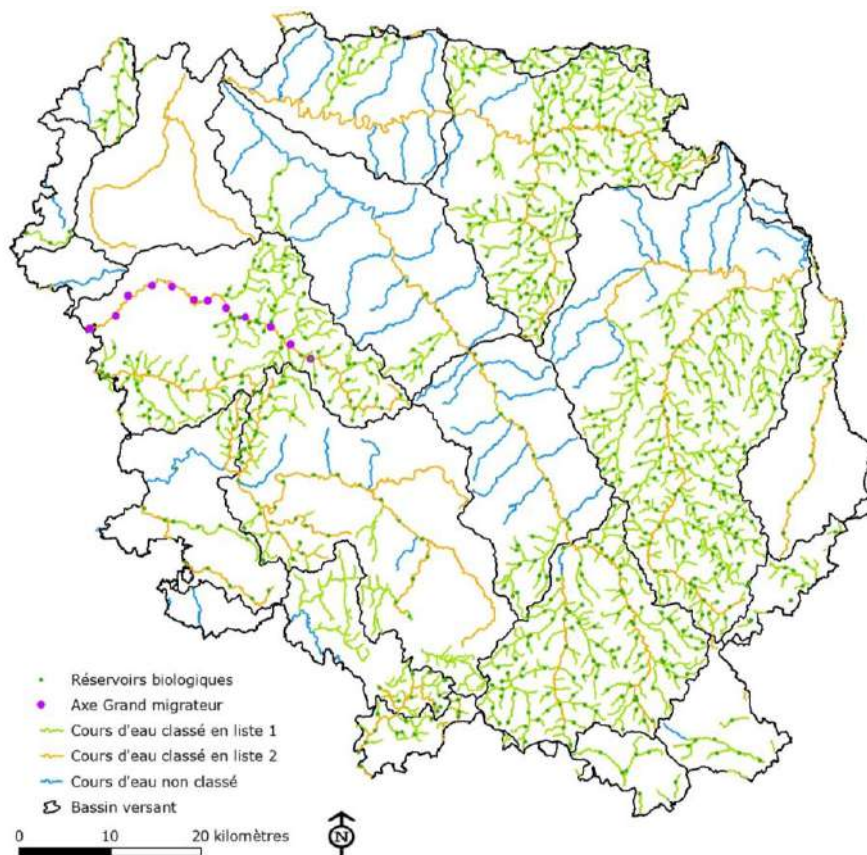 Réservoirs biologiques
Axe Grand migrateur
Cours d'eau classé en liste 1
Cours d'eau classé en liste 2
Cours d'eau non classé
Bassin versant
0 10 20 kilomètres
N